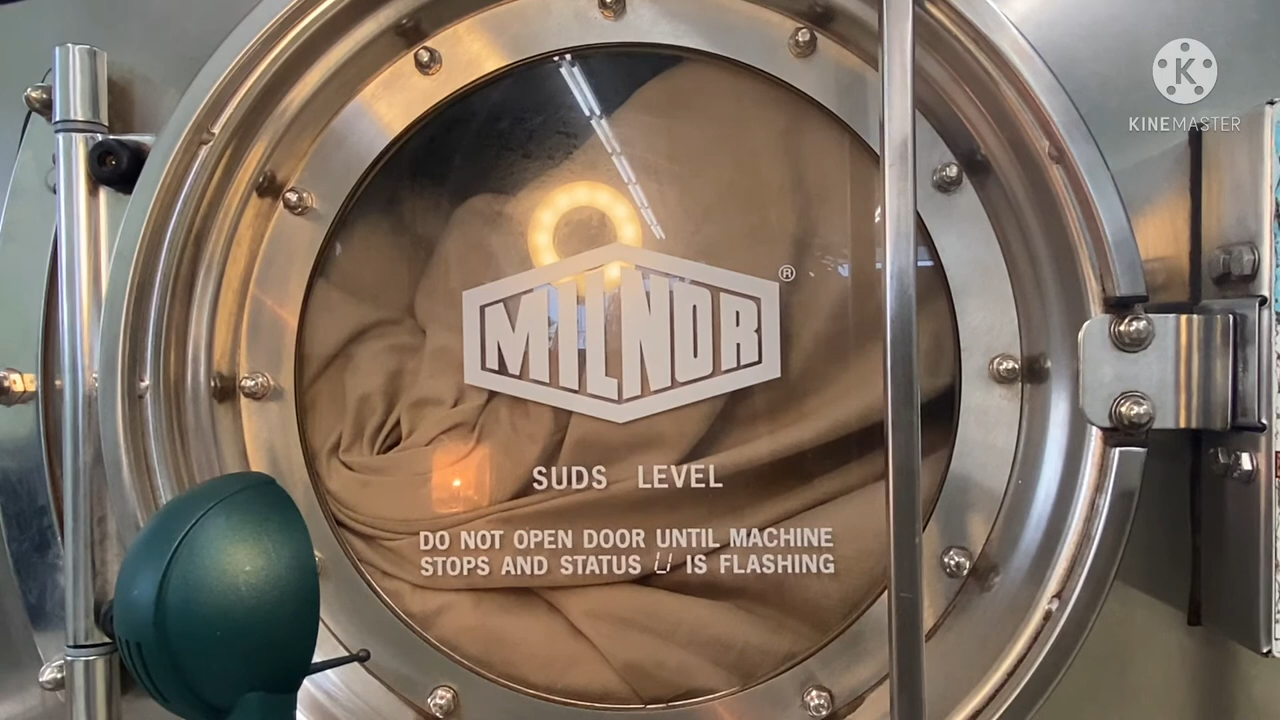 K
KINEMASTER
MILNOR®
SUDS LEVEL
DO NOT OPEN DOOR UNTIL MACHINE
STOPS AND STATUS U IS FLASHING